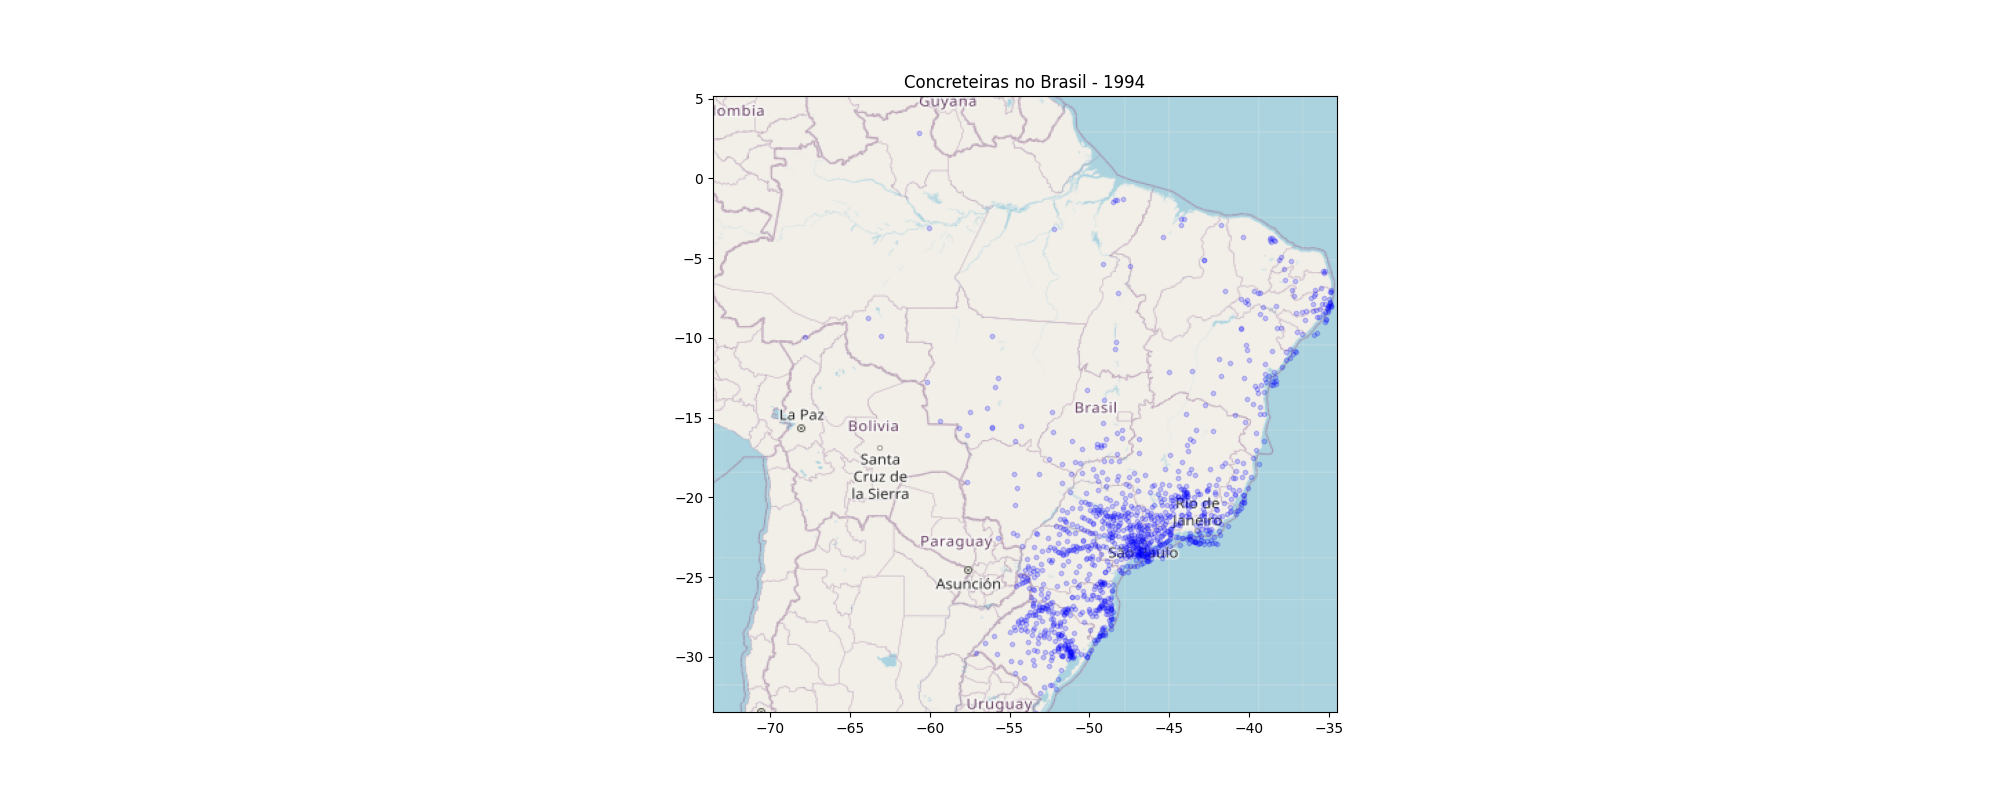 Concreteiras no Brasil - 1994
5
0
−5
−10
−15
−20
−25
−30
lombia
Guyana
Brasil
La Paz
Bolivia
Santa
Cruz de
la Sierra
Rio de
Janeiro
Paraguay
São Paulo
Asunción
Uruguay
−70
−65
−60
−55
−50
−45
−40
−35